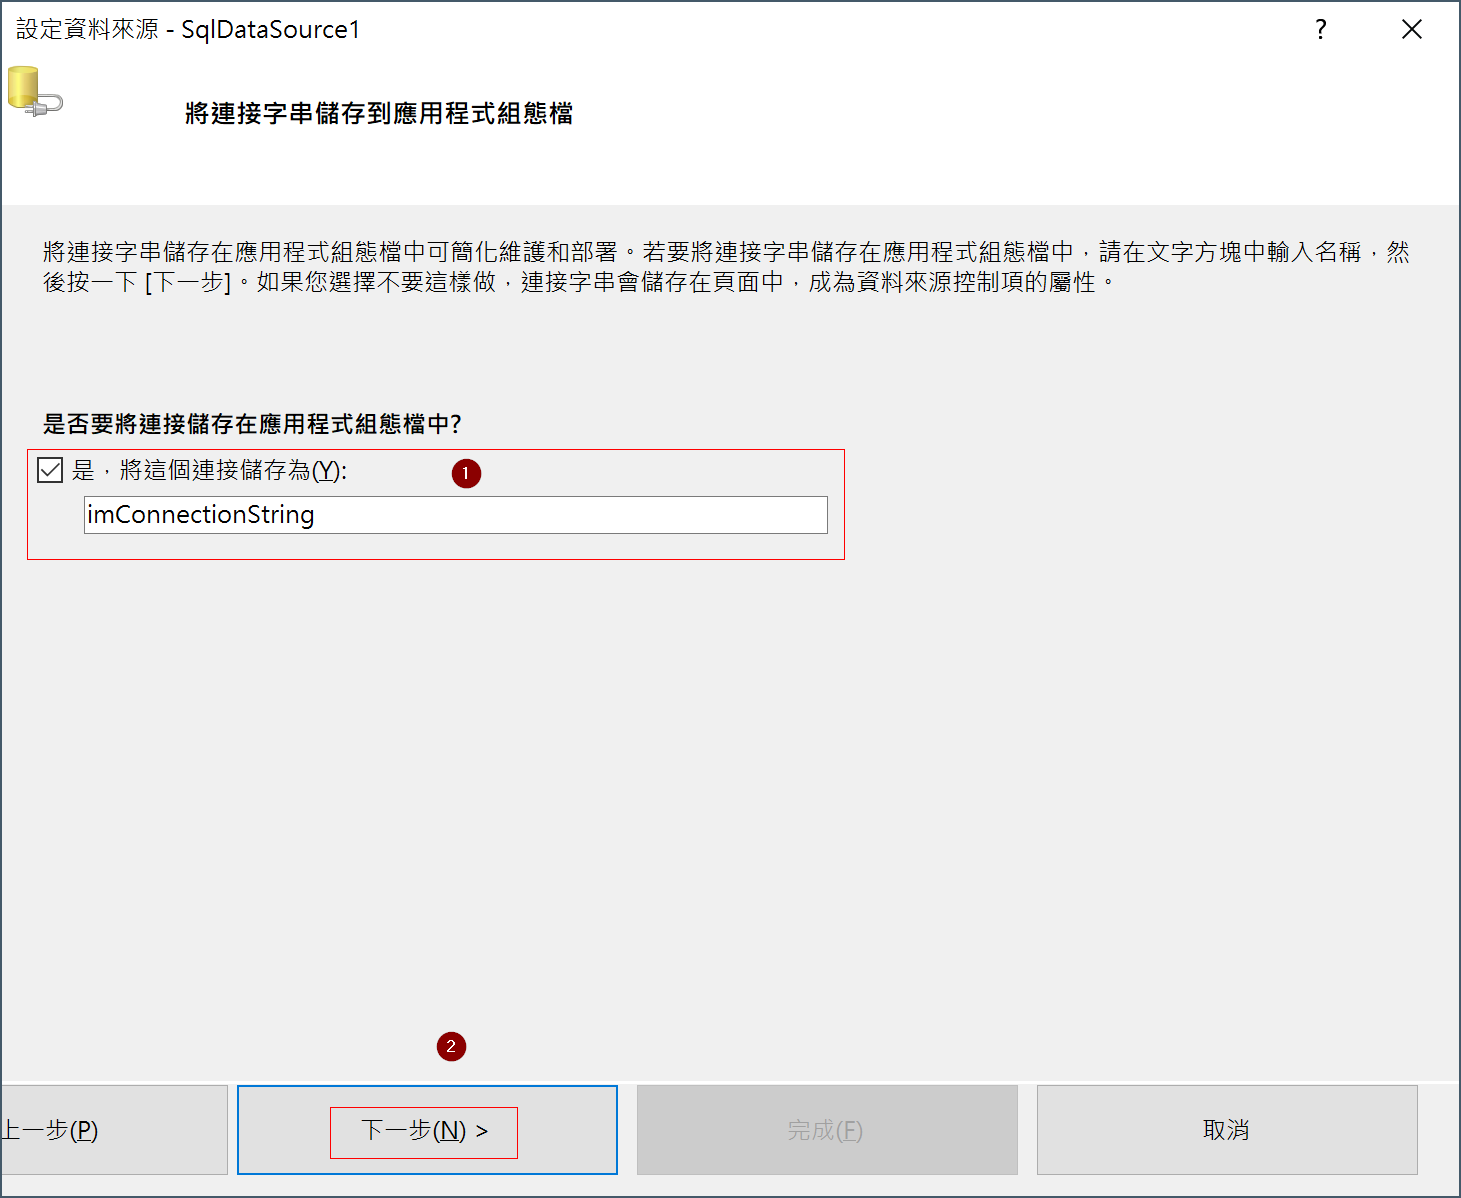 設定資料來源 - SqlDataSource1
?
將連接字串儲存到應用程式組態檔
將連接字串儲存在應用程式組態檔中可簡化維護和部署。若要將連接字串儲存在應用程式組態檔中，請在文字方塊中輸入名稱，然
後按一下 [下一步]。如果您選擇不要這樣做，連接字串會儲存在頁面中，成為資料來源控制項的屬性。
是否要將連接儲存在應用程式組態檔中?
是，將這個連接儲存為(Y):
1
imConnectionString
2
上一步(P)
下一步(N) >
完成(F)
取消